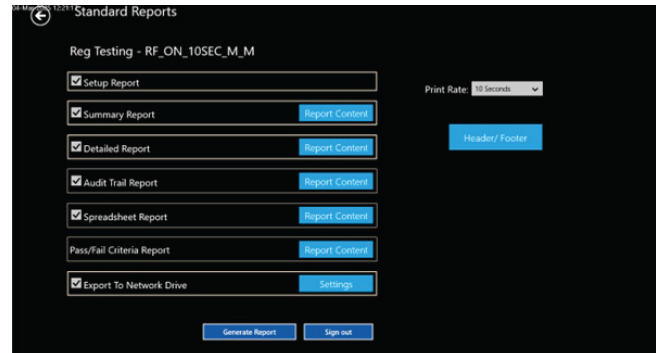 Standard Reports
Reg Testing - RF_ON_10SEC_M_M
Setup Report
Print Rate: 10 Seconds
Summary Report Report Content
Header/ Footer
Detailed Report Report Content
Audit Trail Report Report Content
Spreadsheet Report Report Content
Pass/Fail Criteria Report Report Content
Export To Network Drive Settings
Generate Report Sign out